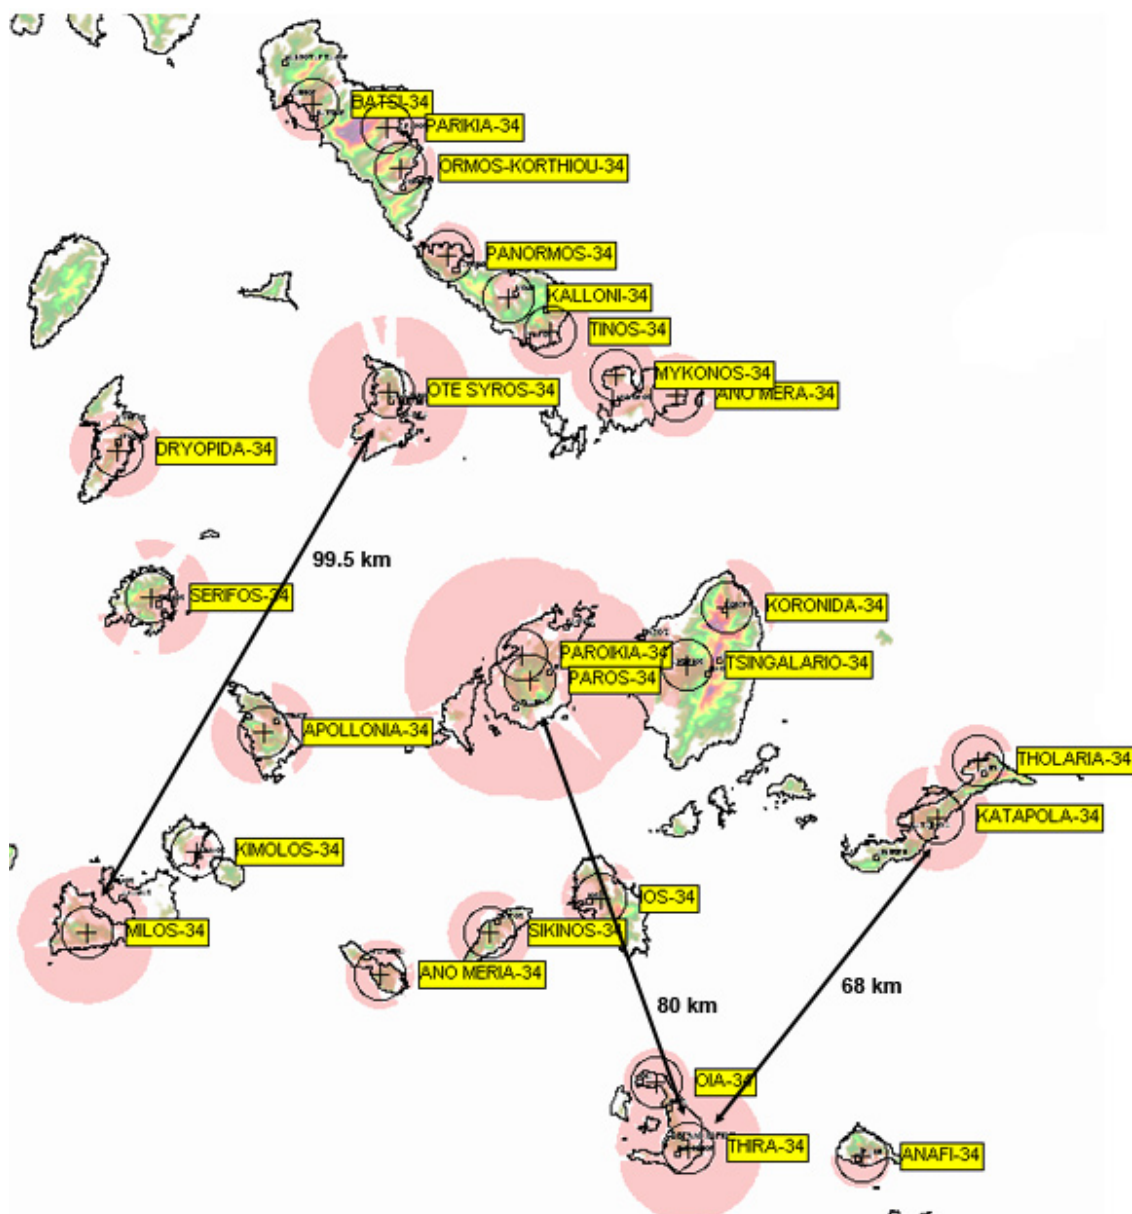 BATSI-34
PARIKIA-34
ORMOS-KORTHIOU-34
PANORMOS-34
KALLONI-34
TINOS-34
MYKONOS-34
OTE SYROS-34
ANO MERA-34
DRYOPIDA-34
99.5 km
SERIFOS-34
KORONIDA-34
PAROIKIA-34
TSINGALARIO-34
PAROS-34
APOLLONIA-34
THOLARIA-34
KATAPOLA-34
KIMOLOS-34
IOS-34
MILOS-34
SIKINOS-34
ANO MERIA-34
68 km
80 km
OIA-34
THIRA-34
ANAFI-34